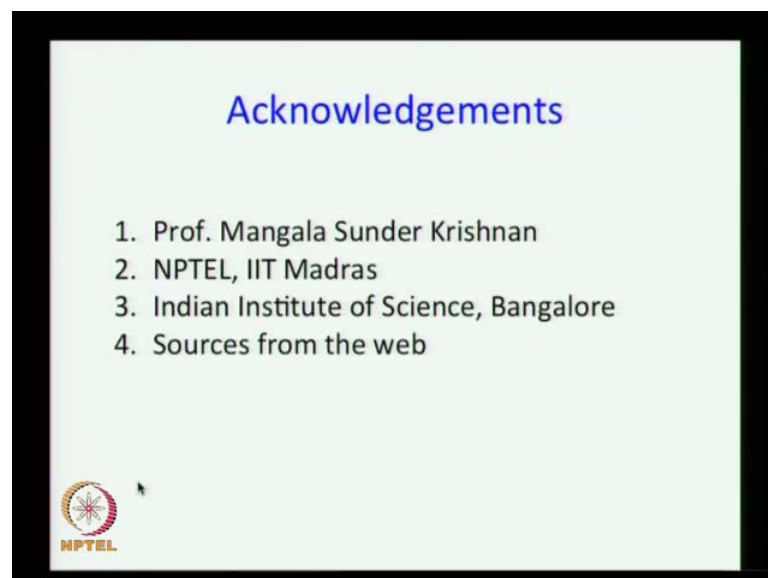 Acknowledgements
1. Prof. Mangala Sunder Krishnan
2. NPTEL, IIT Madras
3. Indian Institute of Science, Bangalore
4. Sources from the web
NPTEL